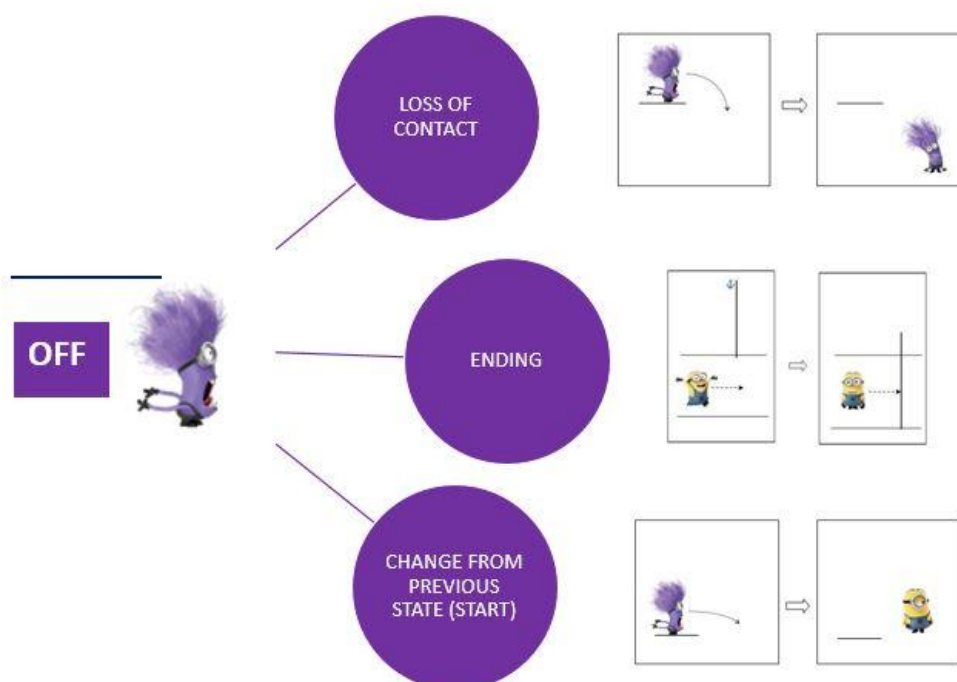 LOSS OF
CONTACT
OFF
ENDING
CHANGE FROM
PREVIOUS
STATE (START)